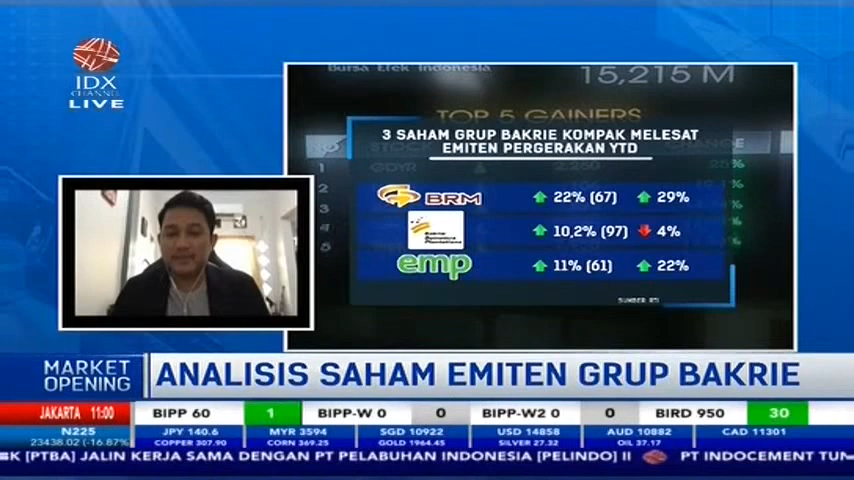 IDX
CHANNEL
LIVE
Bursa Efek Indonesia
15,215 M
TOP 5 GAINERS
3 SAHAM GRUP BAKRIE KOMPAK MELESAT
EMITEN PERGERAKAN YTD
BRM 22% (67) 29%
Bakrie Sumatera Plantations 10,2% (97) 4%
emp 11% (61) 22%
SUMBER: RTI
MARKET OPENING
ANALISIS SAHAM EMITEN GRUP BAKRIE
JAKARTA 11:00 BIPP 60 1 BIPP-W 0 0 BIPP-W2 0 0 BIRD 950 30
N225 JPY 140.6 MYR 3594 SGD 10922 USD 14858 AUD 10882 CAD 11301
23438.02 (-16.87%) COPPER 307.90 CORN 369.25 GOLD 1964.45 SILVER 27.32 OIL 37.17
K [PTBA] JALIN KERJA SAMA DENGAN PT PELABUHAN INDONESIA (PELINDO) II PT INDOCEMENT TUN